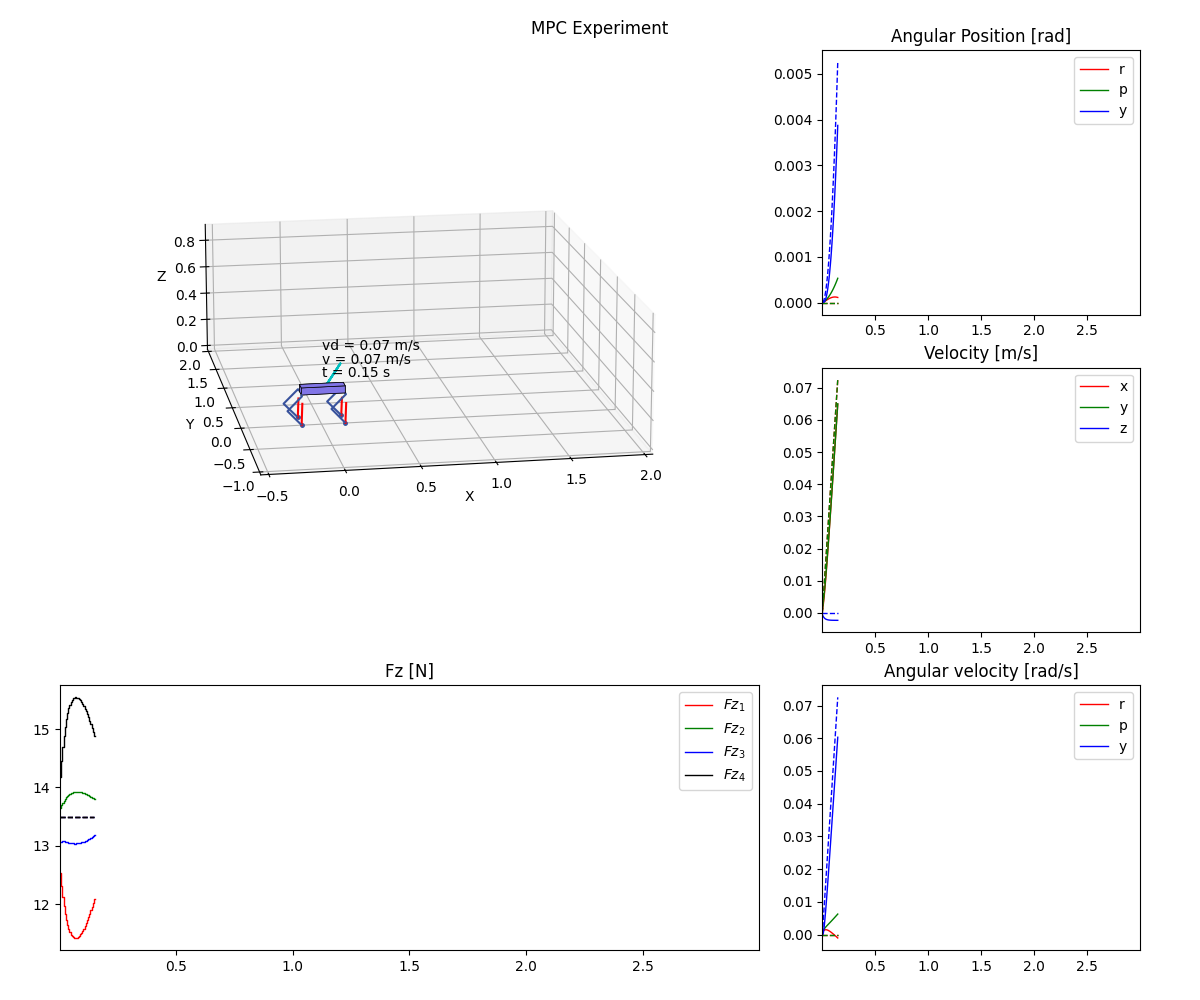 MPC Experiment
0.8
0.6
Z
0.4
0.2
0.0
2.0
1.5
1.0
Y
0.5
0.0
−0.5
−1.0
vd = 0.07 m/s
v = 0.07 m/s
t = 0.15 s
−0.5
0.0
0.5
X
1.0
1.5
2.0
Angular Position [rad]
0.005
0.004
0.003
0.002
0.001
0.000
r
p
y
0.5 1.0 1.5 2.0 2.5
Velocity [m/s]
0.07
0.06
0.05
0.04
0.03
0.02
0.01
0.00
x
y
z
0.5 1.0 1.5 2.0 2.5
Fz [N]
15
14
13
12
Fz1
Fz2
Fz3
Fz4
0.5 1.0 1.5 2.0 2.5
Angular velocity [rad/s]
0.07
0.06
0.05
0.04
0.03
0.02
0.01
0.00
r
p
y
0.5 1.0 1.5 2.0 2.5